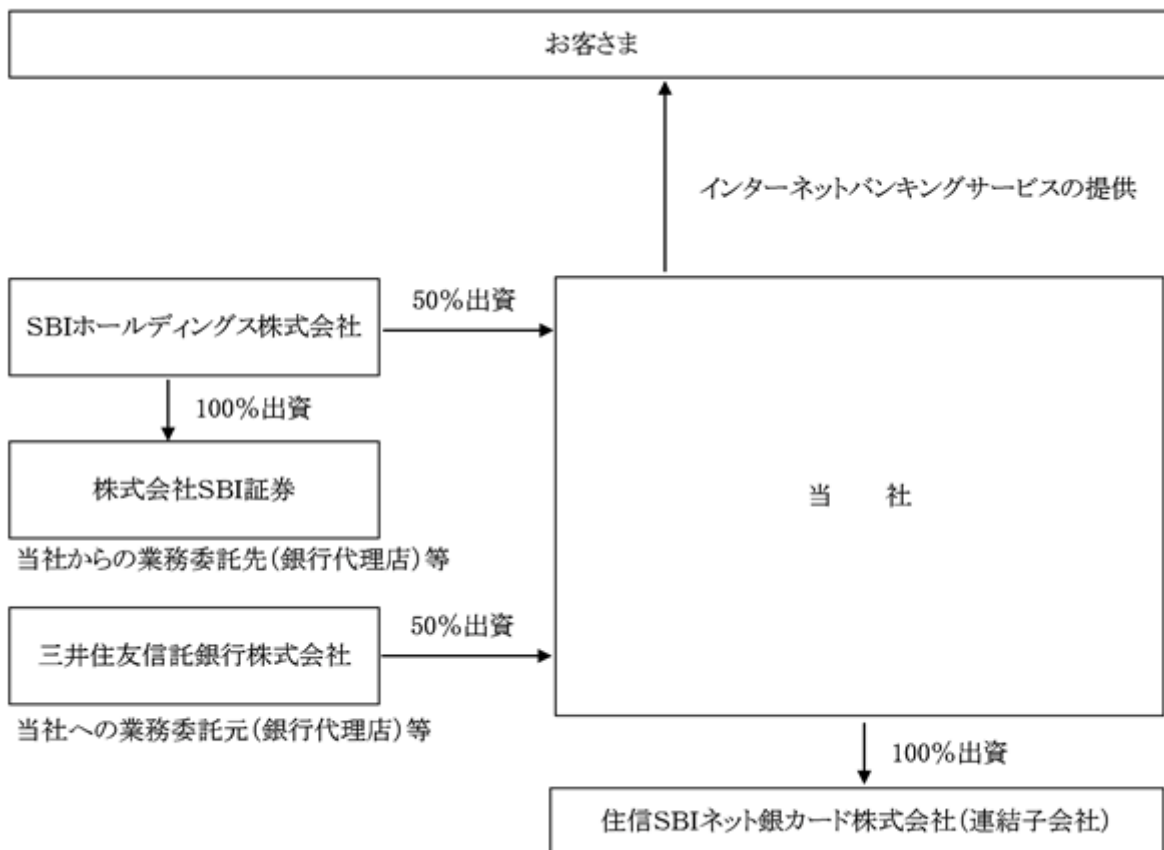 お客さま
インターネットバンキングサービスの提供
50%出資
SBIホールディングス株式会社
100%出資
株式会社SBI証券
当社からの業務委託先(銀行代理店)等
当　　社
50%出資
三井住友信託銀行株式会社
当社への業務委託元(銀行代理店)等
100%出資
住信SBIネット銀カード株式会社(連結子会社)